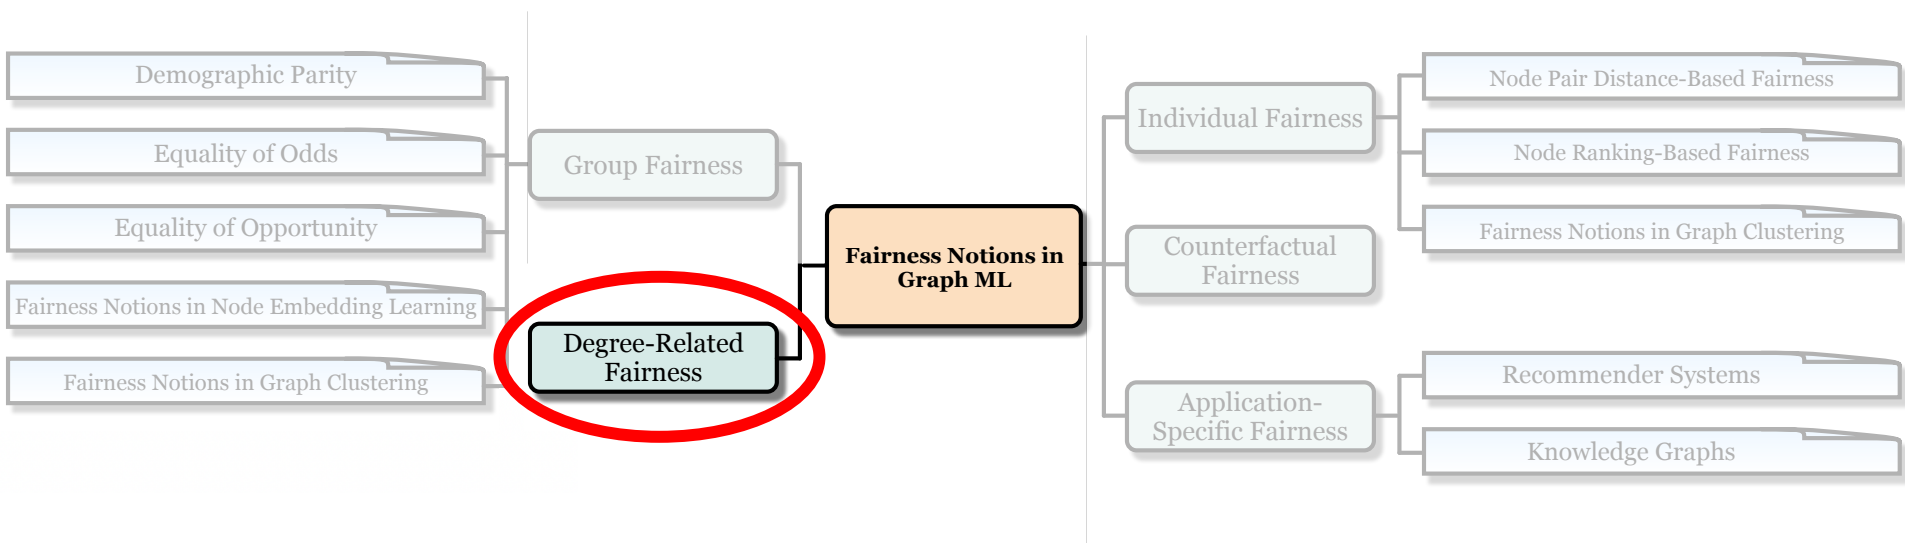 Demographic Parity
Equality of Odds
Equality of Opportunity
Fairness Notions in Node Embedding Learning
Fairness Notions in Graph Clustering
Group Fairness
Degree-Related
Fairness
Fairness Notions in
Graph ML
Individual Fairness
Counterfactual
Fairness
Application-
Specific Fairness
Node Pair Distance-Based Fairness
Node Ranking-Based Fairness
Fairness Notions in Graph Clustering
Recommender Systems
Knowledge Graphs